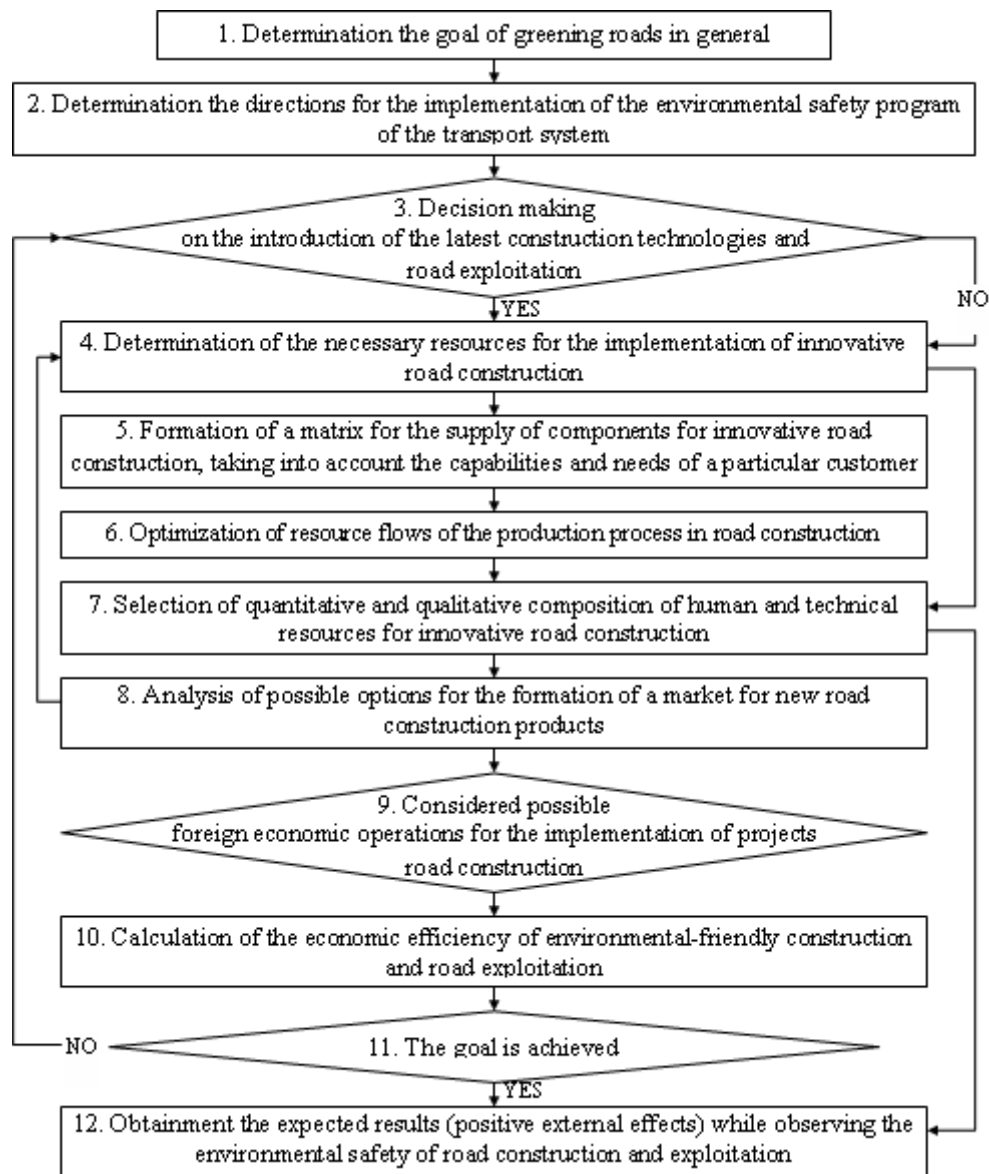 1. Determination the goal of greening roads in general
2. Determination the directions for the implementation of the environmental safety program
of the transport system
3. Decision making
on the introduction of the latest construction technologies and
road exploitation
NO
YES
4. Determination of the necessary resources for the implementation of innovative
road construction
5. Formation of a matrix for the supply of components for innovative road
construction, taking into account the capabilities and needs of a particular customer
6. Optimization of resource flows of the production process in road construction
7. Selection of quantitative and qualitative composition of human and technical
resources for innovative road construction
8. Analysis of possible options for the formation of a market for new road
construction products
9. Considered possible
foreign economic operations for the implementation of projects
road construction
10. Calculation of the economic efficiency of environmental-friendly construction
and road exploitation
NO
11. The goal is achieved
YES
12. Obtainment the expected results (positive external effects) while observing the
environmental safety of road construction and exploitation